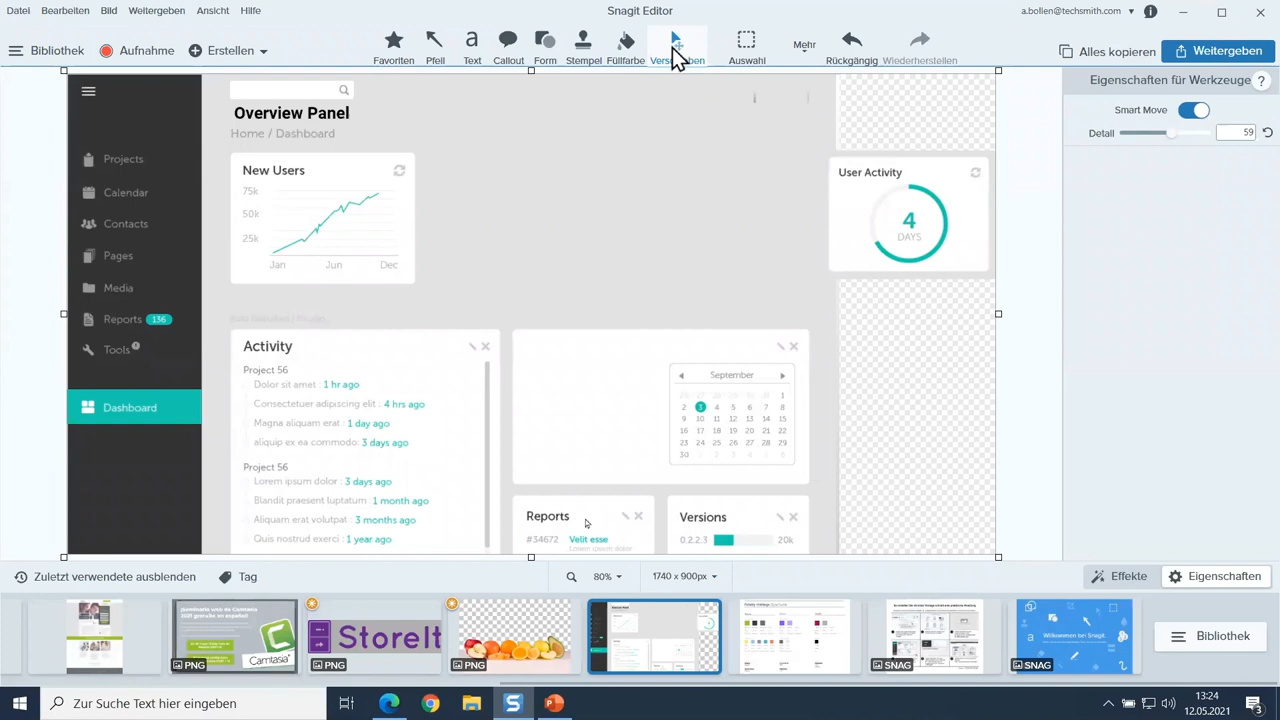 Datei Bearbeiten Bild Weitergeben Ansicht Hilfe
Snagit Editor
a.bollen@techsmith.com
Bibliothek Aufnahme Erstellen
Favoriten Pfeil Text Callout Form Stempel Füllfarbe
Auswahl Mehr Rückgängig Wiederherstellen
Alles kopieren Weitergeben
Eigenschaften für Werkzeuge ?
Smart Move
Detail 59
Overview Panel
Home / Dashboard
Projects
Calendar
Contacts
Pages
Media
Reports 136
Tools
Dashboard
New Users
75k
50k
25k
Jan Jun Dec
User Activity
4
DAYS
Activity
Project 56
Dolor sit amet : 1 hr ago
Consectetuer adipiscing elit : 4 hrs ago
Magna aliquam erat : 1 day ago
aliquip ex ea commodo: 3 days ago
Project 56
Lorem ipsum dolor : 3 days ago
Blandit praesent luptatum 1 month ago
Aliquam erat volutpat : 3 months ago
Quis nostrud exerci : 1 year ago
September
1
2 3 4 5 6 7 8
9 10 11 12 13 14 15
16 17 18 19 20 21 22
23 24 25 26 27 28 29
30
Reports
#34672 Velit esse
Lorem ipsum dolor
Versions
0.2.2.3 20k
Zuletzt verwendete ausblenden Tag
80% 1740 x 900px
Effekte Eigenschaften
Camtasia
PNG
StoreIt
PNG
PNG
SNAG
Willkommen bei Snagit.
SNAG
Bibliothek
Zur Suche Text hier eingeben
13:24
12.05.2021
3